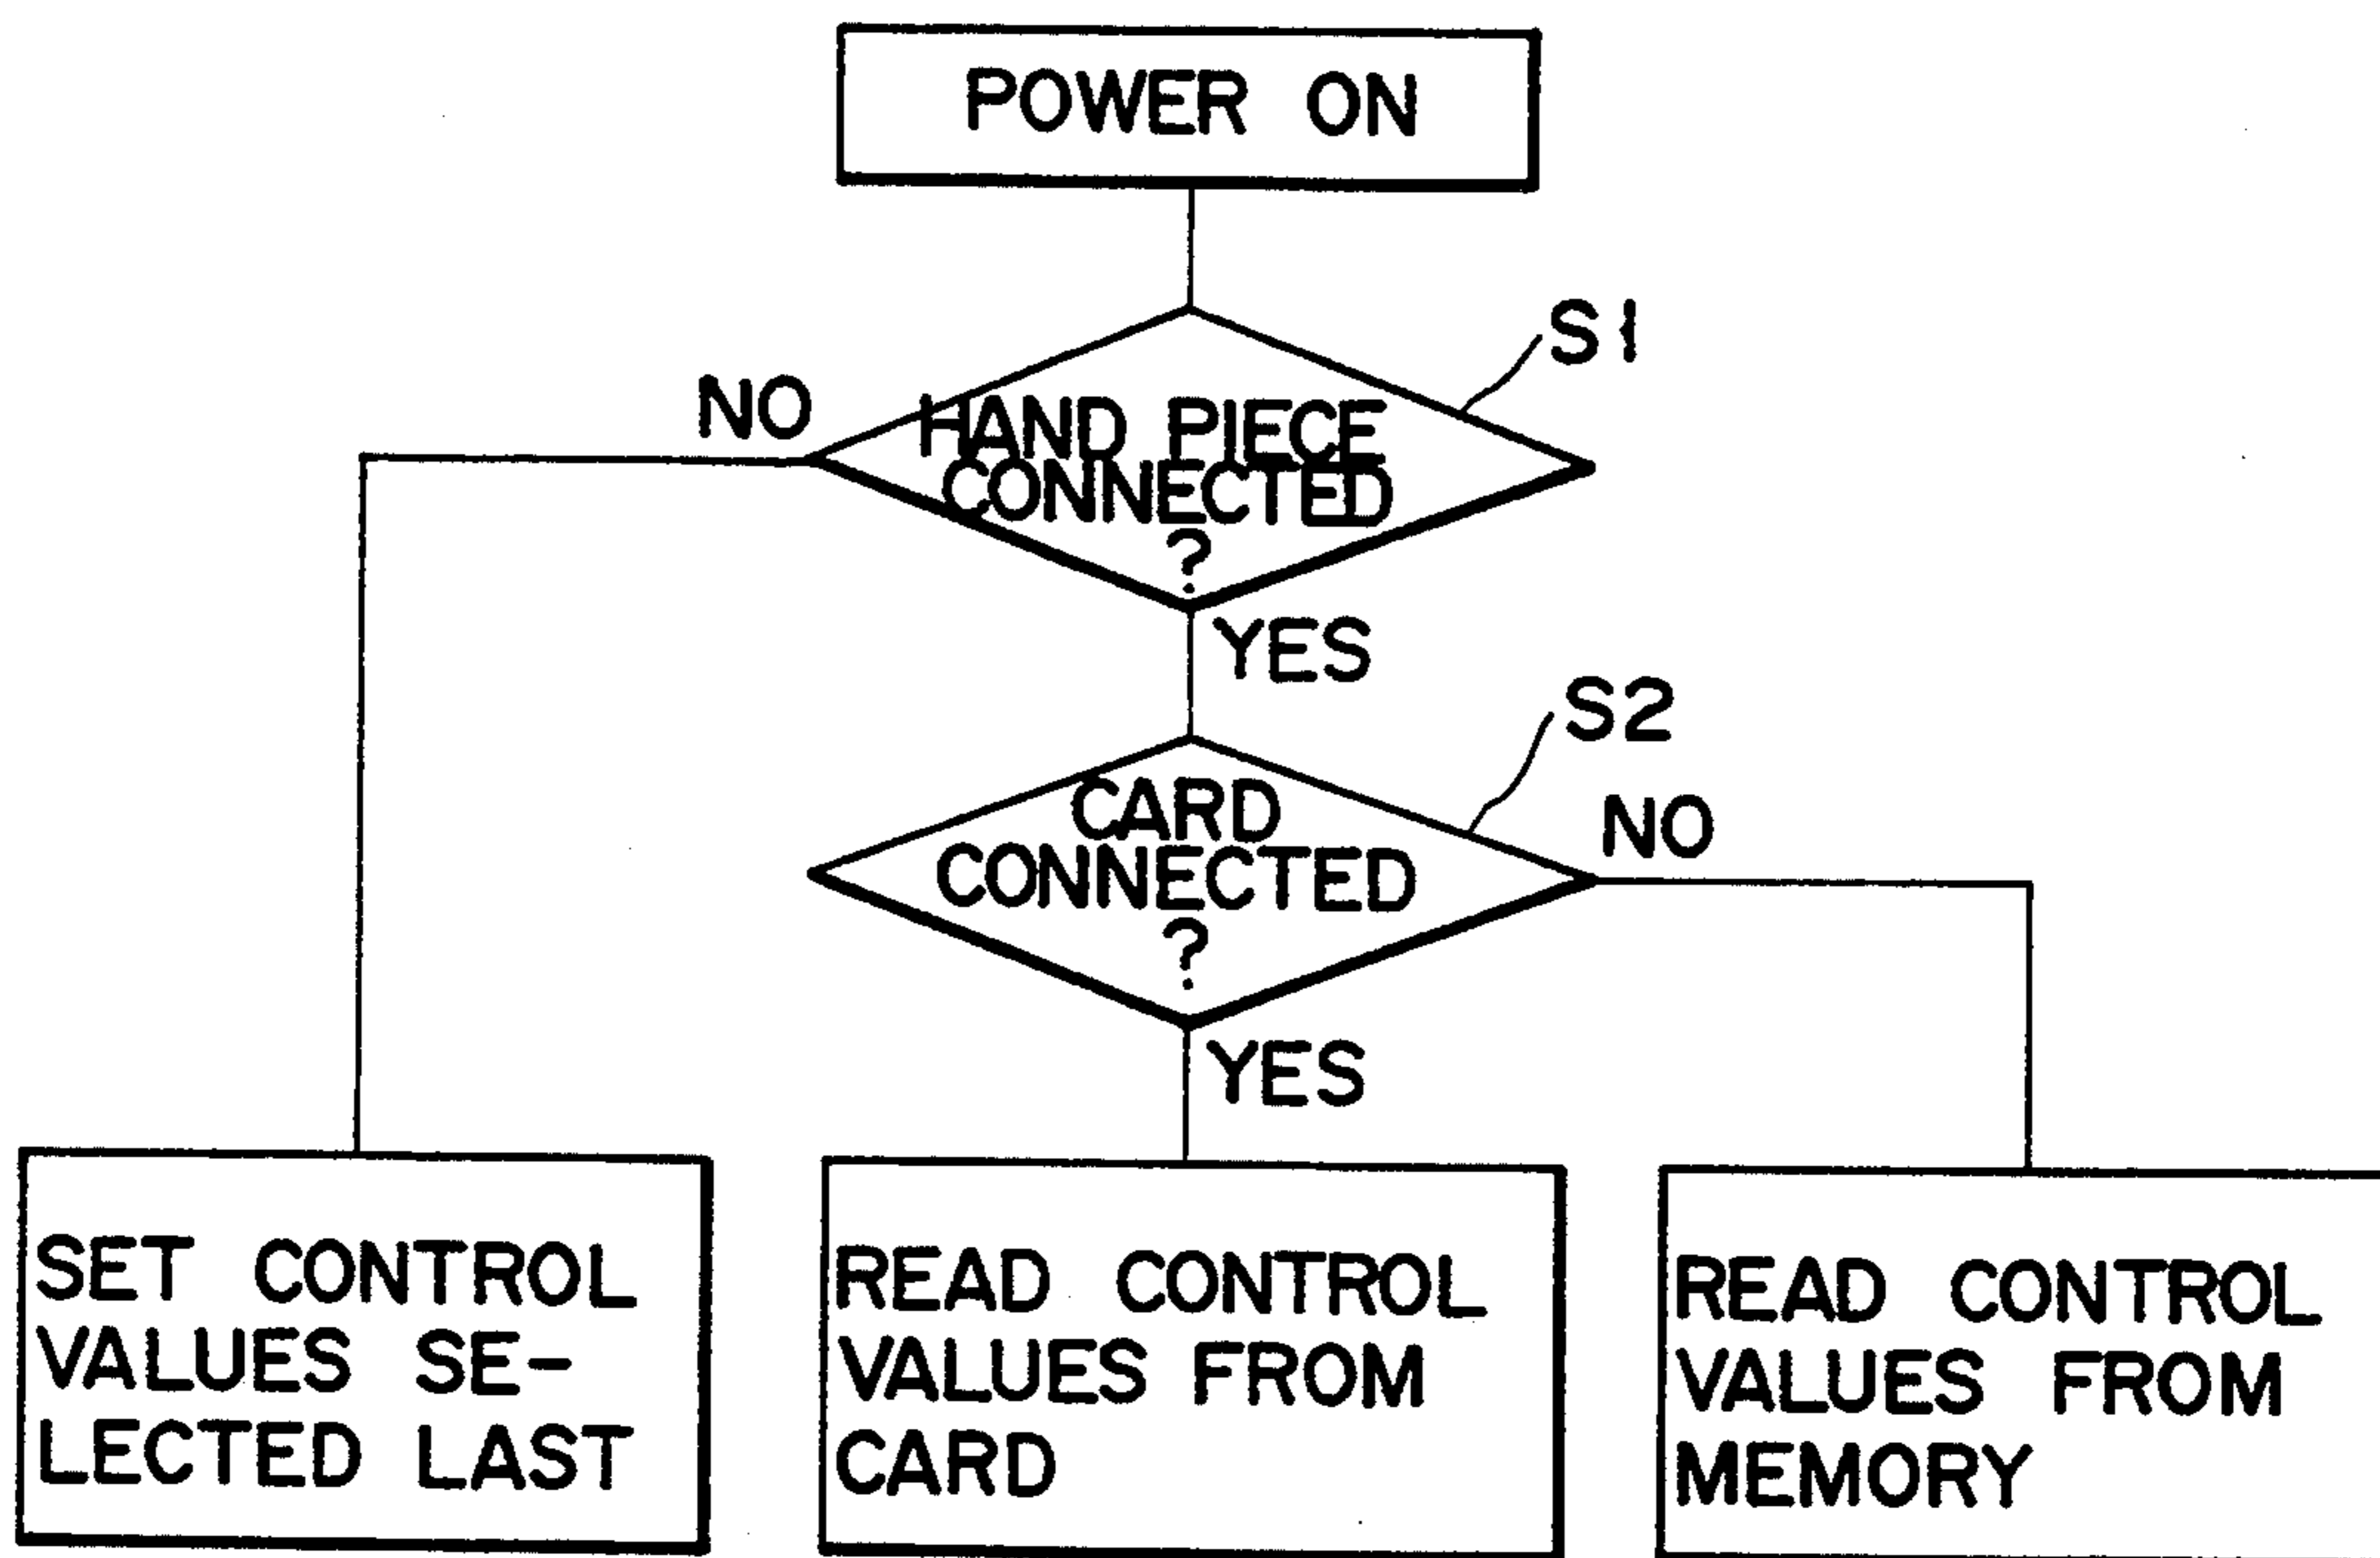 POWER ON
S1
NO
HAND PIECE
CONNECTED
?
YES
S2
CARD
CONNECTED
?
NO
YES
SET CONTROL
VALUES SE-
LECTED LAST
READ CONTROL
VALUES FROM
CARD
READ CONTROL
VALUES FROM
MEMORY